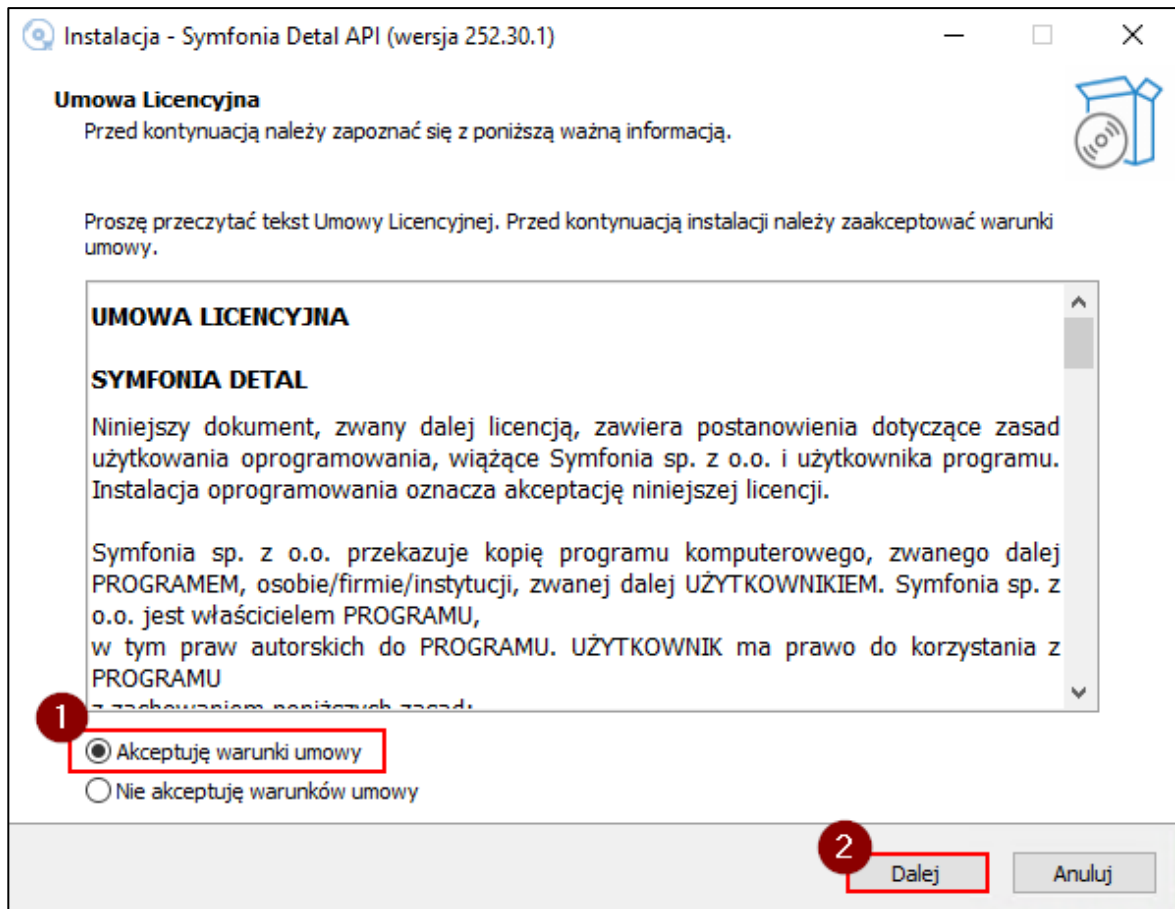 Instalacja - Symfonia Detal API (wersja 252.30.1)
Umowa Licencyjna
Przed kontynuacją należy zapoznać się z poniższą ważną informacją.
Proszę przeczytać tekst Umowy Licencyjnej. Przed kontynuacją instalacji należy zaakceptować warunki
umowy.
UMOWA LICENCYJNA
SYMFONIA DETAL
Niniejszy dokument, zwany dalej licencją, zawiera postanowienia dotyczące zasad
użytkowania oprogramowania, wiążące Symfonia sp. z o.o. i użytkownika programu.
Instalacja oprogramowania oznacza akceptację niniejszej licencji.
Symfonia sp. z o.o. przekazuje kopię programu komputerowego, zwanego dalej
PROGRAMEM, osobie/firmie/instytucji, zwanej dalej UŻYTKOWNIKIEM. Symfonia sp. z
o.o. jest właścicielem PROGRAMU,
w tym praw autorskich do PROGRAMU. UŻYTKOWNIK ma prawo do korzystania z
PROGRAMU
z zachowaniem poniższych zasad:
1
Akceptuję warunki umowy
Nie akceptuję warunków umowy
2
Dalej
Anuluj